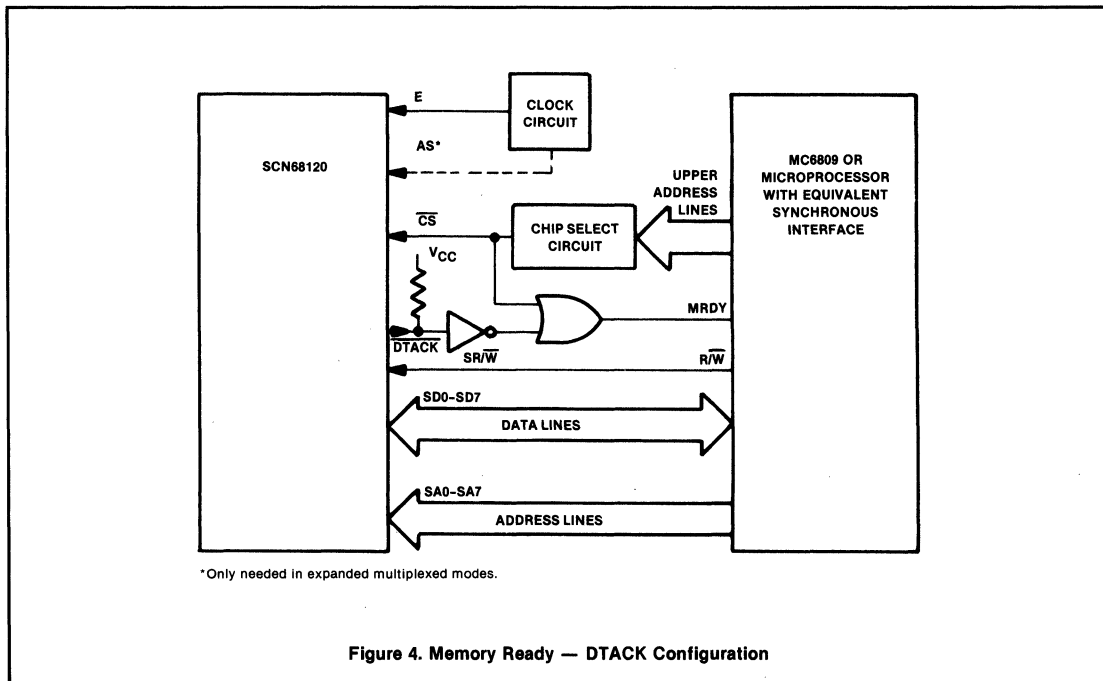 E
CLOCK
CIRCUIT
AS*
SCN68120
MC6809 OR
MICROPROCESSOR
WITH EQUIVALENT
SYNCHRONOUS
INTERFACE
UPPER
ADDRESS
LINES
C̅S̅
CHIP SELECT
CIRCUIT
VCC
MRDY
D̅T̅A̅C̅K̅
SR/W̅
R/W̅
SD0–SD7
DATA LINES
SA0–SA7
ADDRESS LINES
*Only needed in expanded multiplexed modes.
Figure 4. Memory Ready — DTACK Configuration